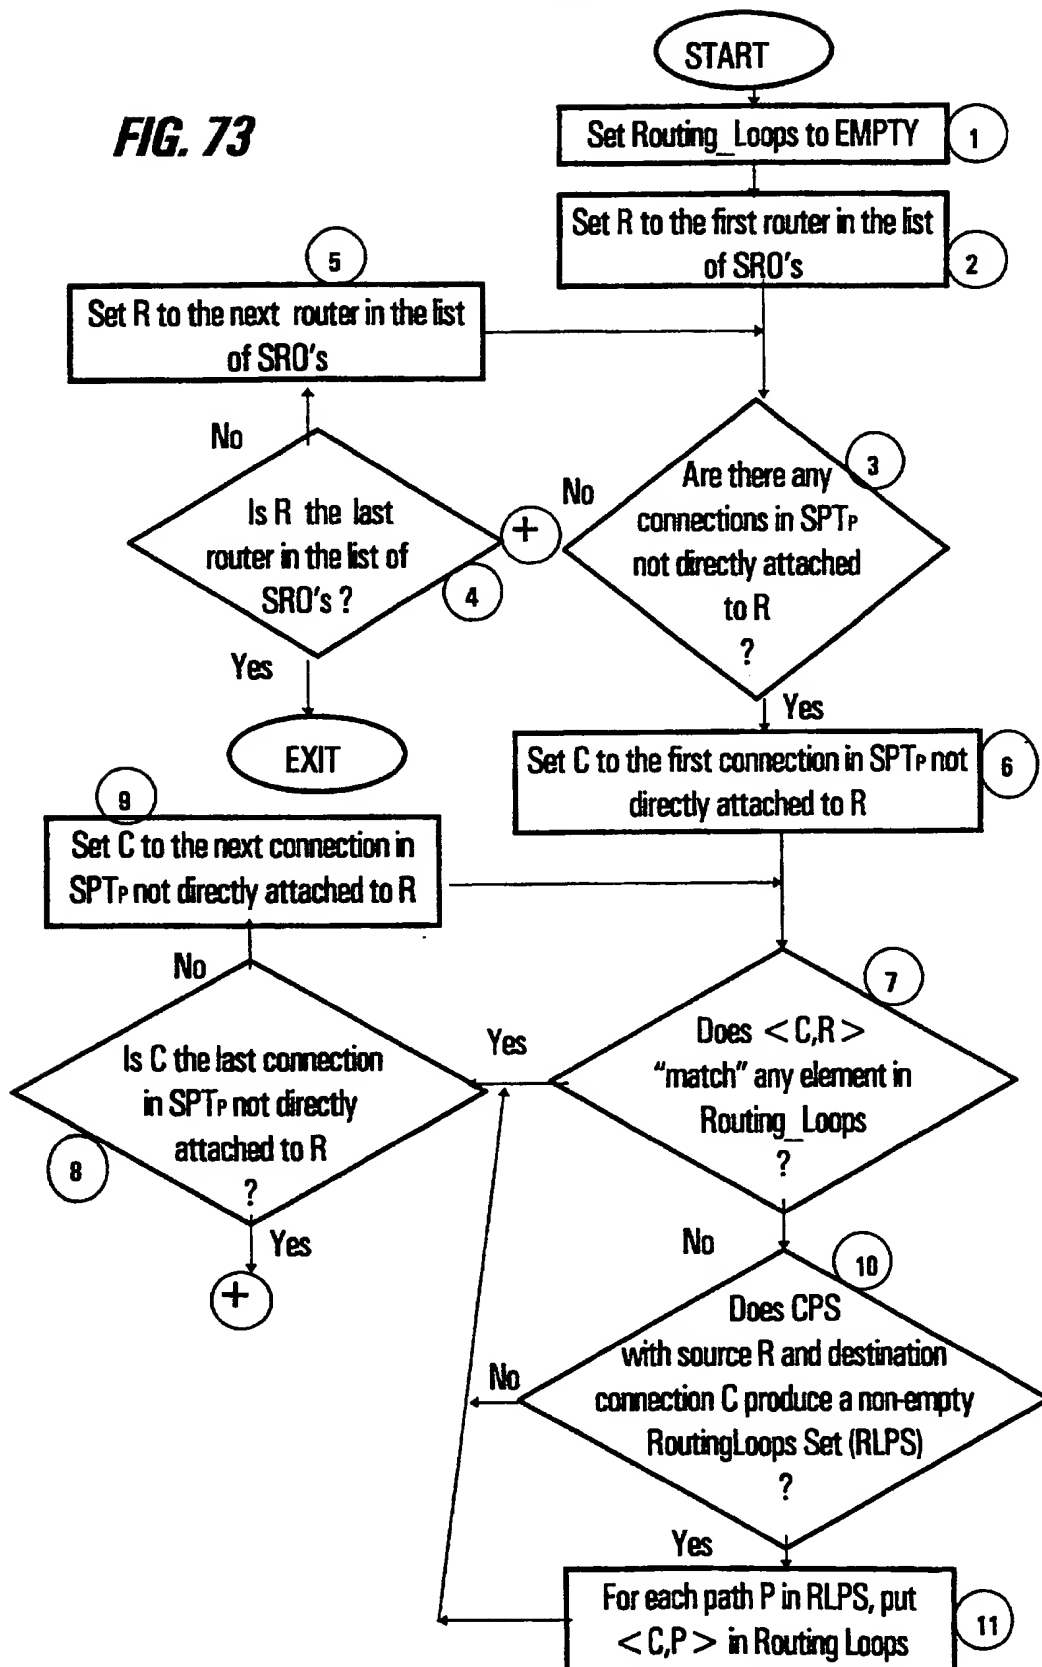 START
FIG. 73
Set Routing_Loops to EMPTY
1
Set R to the first router in the list
of SRO's
2
5
Set R to the next router in the list
of SRO's
No
Is R the last
router in the list of
SRO's ?
4
+
Yes
EXIT
No
3
Are there any
connections in SPTP
not directly attached
to R
?
Yes
Set C to the first connection in SPTP not
directly attached to R
6
9
Set C to the next connection in
SPTP not directly attached to R
No
Is C the last connection
in SPTP not directly
attached to R
?
8
Yes
+
Yes
7
Does <C,R>
"match" any element in
Routing_Loops
?
No
10
Does CPS
with source R and destination
connection C produce a non-empty
RoutingLoops Set (RLPS)
?
No
Yes
For each path P in RLPS, put
<C,P> in Routing Loops
11